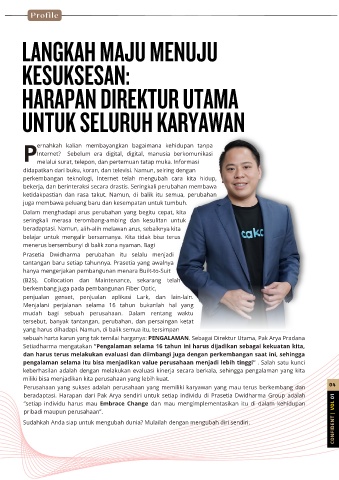 Profile
LANGKAH MAJU MENUJU
KESUKSESAN:
HARAPAN DIREKTUR UTAMA
UNTUK SELURUH KARYAWAN
Pernahkah kalian membayangkan bagaimana kehidupan tanpa
Internet? Sebelum era digital, digital, manusia berkomunikasi
melalui surat, telepon, dan pertemuan tatap muka. Informasi
didapatkan dari buku, koran, dan televisi. Namun, seiring dengan
perkembangan teknologi, Internet telah mengubah cara kita hidup,
bekerja, dan berinteraksi secara drastis. Seringkali perubahan membawa
ketidakpastian dan rasa takut. Namun, di balik itu semua, perubahan
juga membawa peluang baru dan kesempatan untuk tumbuh.
Dalam menghadapi arus perubahan yang begitu cepat, kita
seringkali merasa terombang-ambing dan kesulitan untuk
beradaptasi. Namun, alih-alih melawan arus, sebaiknya kita
belajar untuk mengalir bersamanya. Kita tidak bisa terus
menerus bersembunyi di balik zona nyaman. Bagi
Prasetia Dwidharma perubahan itu selalu menjadi
tantangan baru setiap tahunnya. Prasetia yang awalnya
hanya mengerjakan pembangunan menara Built-to-Suit
(B2S), Collocation dan Maintenance, sekarang telah
berkembang juga pada pembangunan Fiber Optic,
penjualan genset, penjualan aplikasi Lark, dan lain-lain.
Menjalani perjalanan selama 16 tahun bukanlah hal yang
mudah bagi sebuah perusahaan. Dalam rentang waktu
tersebut, banyak tantangan, perubahan, dan persaingan ketat
yang harus dihadapi. Namun, di balik semua itu, tersimpan
sebuah harta karun yang tak ternilai harganya: PENGALAMAN. Sebagai Direktur Utama, Pak Arya Pradana
Setiadharma mengatakan "Pengalaman selama 16 tahun ini harus dijadikan sebagai kekuatan kita,
dan harus terus melakukan evaluasi dan diimbangi juga dengan perkembangan saat ini, sehingga
pengalaman selama itu bisa menjadikan value perusahaan menjadi lebih tinggi" . Salah satu kunci
keberhasilan adalah dengan melakukan evaluasi kinerja secara berkala, sehingga pengalaman yang kita
miliki bisa menjadikan kita perusahaan yang lebih kuat.
Perusahaan yang sukses adalah perusahaan yang memiliki karyawan yang mau terus berkembang dan
beradaptasi. Harapan dari Pak Arya sendiri untuk setiap individu di Prasetia Dwidharma Group adalah
"setiap individu harus mau Embrace Change dan mau mengimplementasikan itu di dalam kehidupan
pribadi maupun perusahaan".
Sudahkah Anda siap untuk mengubah dunia? Mulailah dengan mengubah diri sendiri.
04
CONFIDENT | VOL 01